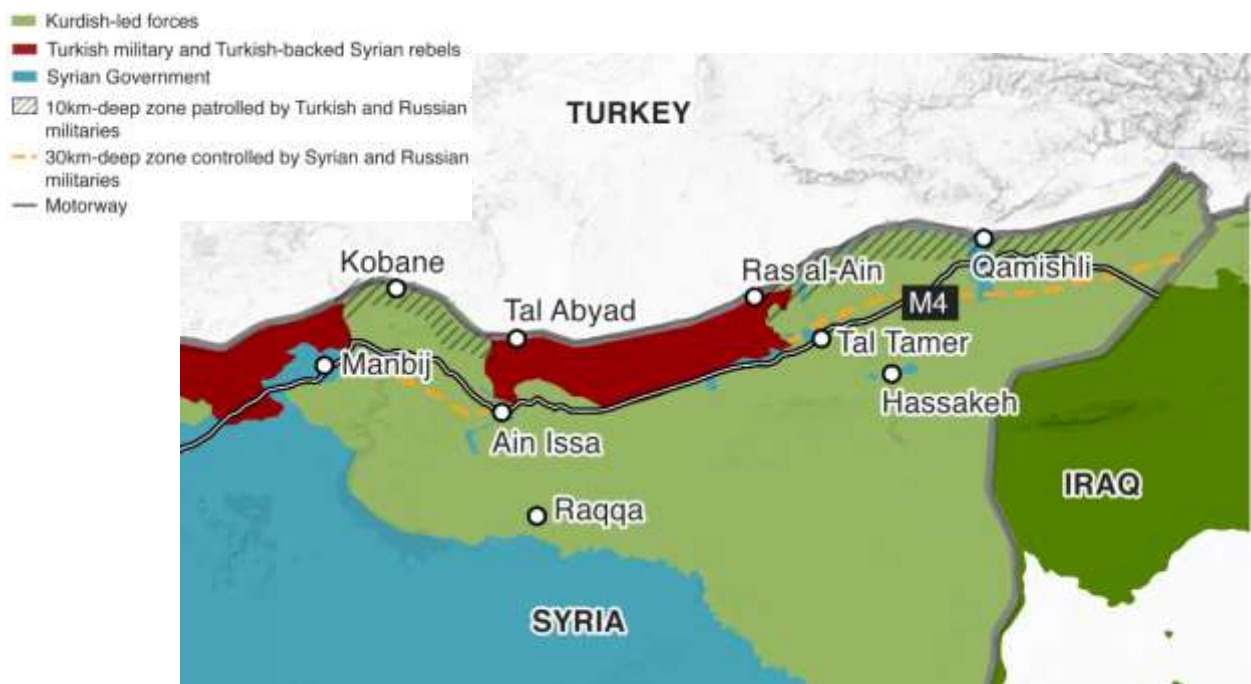 Kurdish-led forces
Turkish military and Turkish-backed Syrian rebels
Syrian Government
10km-deep zone patrolled by Turkish and Russian
militaries
30km-deep zone controlled by Syrian and Russian
militaries
Motorway
TURKEY
Kobane
Tal Abyad
Ras al-Ain
Qamishli
M4
Manbij
Tal Tamer
Hassakeh
Ain Issa
IRAQ
Raqqa
SYRIA